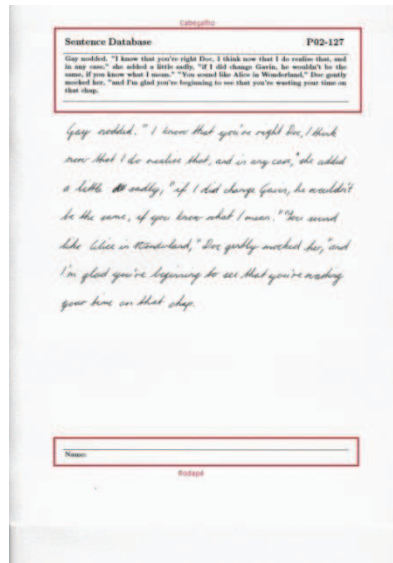 Cabeçalho
Sentence Database P02-127
Gay nodded. "I know that you're right Doc, I think now that I do realise that, and
in any case," she added a little sadly, "if I did change Gavin, he wouldn't be the
same, if you know what I mean." "You sound like Alice in Wonderland," Doc gently
mocked her, "and I'm glad you're beginning to see that you're wasting your time on
that chap.
Gay nodded. "I know that you're right Doc, I think
now that I do realise that, and in any case," she added
a little sadly, "if I did change Gavin, he wouldn't
be the same, if you know what I mean." "You sound
like Alice in Wonderland," Doc gently mocked her, "and
I'm glad you're beginning to see that you're wasting
your time on that chap.
Name:
Rodapé